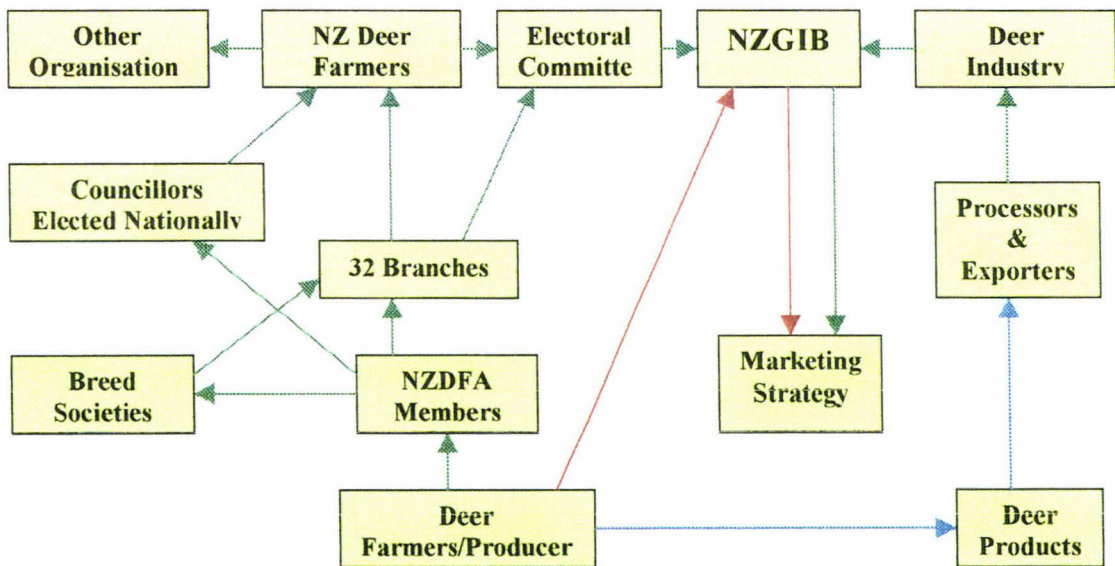 Other
Organisation
NZ Deer
Farmers
Electoral
Committe
NZGIB
Deer
Industry
Councillors
Elected Nationally
Processors
&
Exporters
32 Branches
Breed
Societies
NZDFA
Members
Marketing
Strategy
Deer
Farmers/Producer
Deer
Products